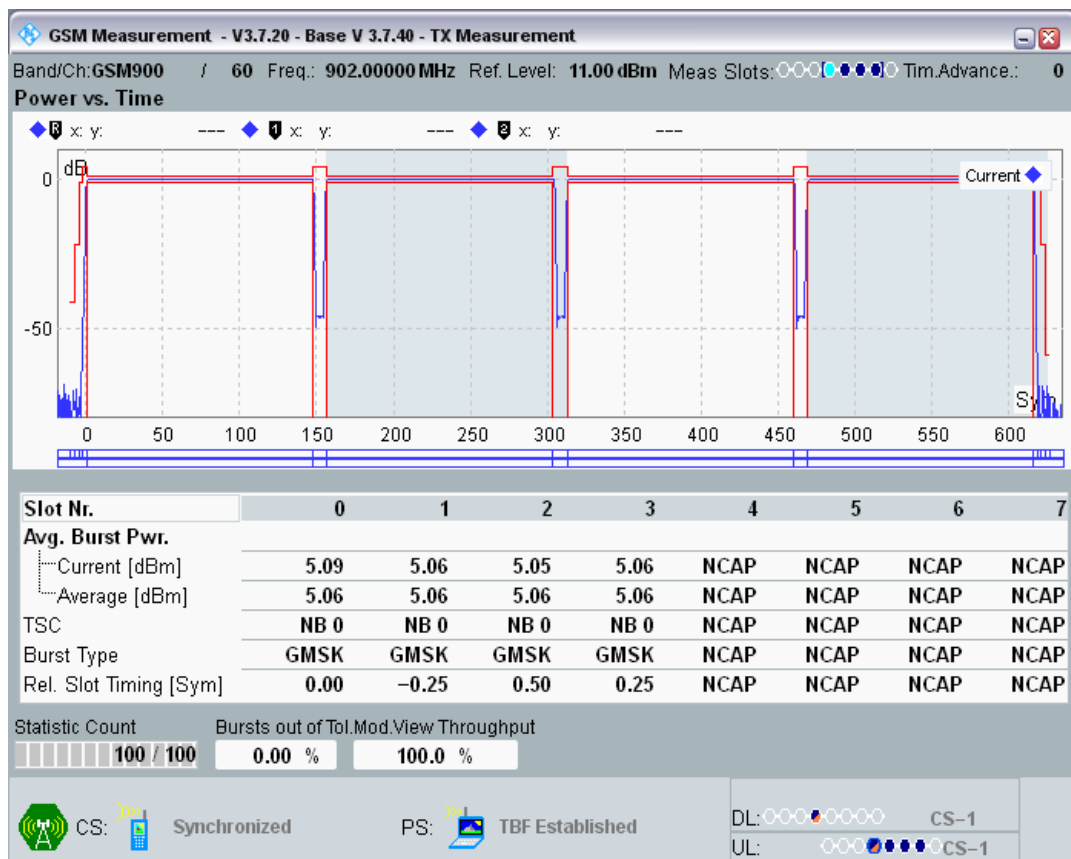 GSM Measurement - V3.7.20 - Base V 3.7.40 - TX Measurement
Band/Ch:GSM900 / 60 Freq.: 902.00000 MHz Ref. Level: 11.00 dBm Meas Slots: Tim.Advance.: 0
Power vs. Time
R x: y: --- 1 x: y: --- 2 x: y: ---
dB
Current
0
-50
Sym
0 50 100 150 200 250 300 350 400 450 500 550 600
Slot Nr. 0 1 2 3 4 5 6 7
Avg. Burst Pwr.
Current [dBm] 5.09 5.06 5.05 5.06 NCAP NCAP NCAP NCAP
Average [dBm] 5.06 5.06 5.06 5.06 NCAP NCAP NCAP NCAP
TSC NB 0 NB 0 NB 0 NB 0 NCAP NCAP NCAP NCAP
Burst Type GMSK GMSK GMSK GMSK NCAP NCAP NCAP NCAP
Rel. Slot Timing [Sym] 0.00 −0.25 0.50 0.25 NCAP NCAP NCAP NCAP
Statistic Count Bursts out of Tol.Mod.View Throughput
100 / 100 0.00 % 100.0 %
CS: Synchronized PS: TBF Established
DL: CS−1
UL: CS−1